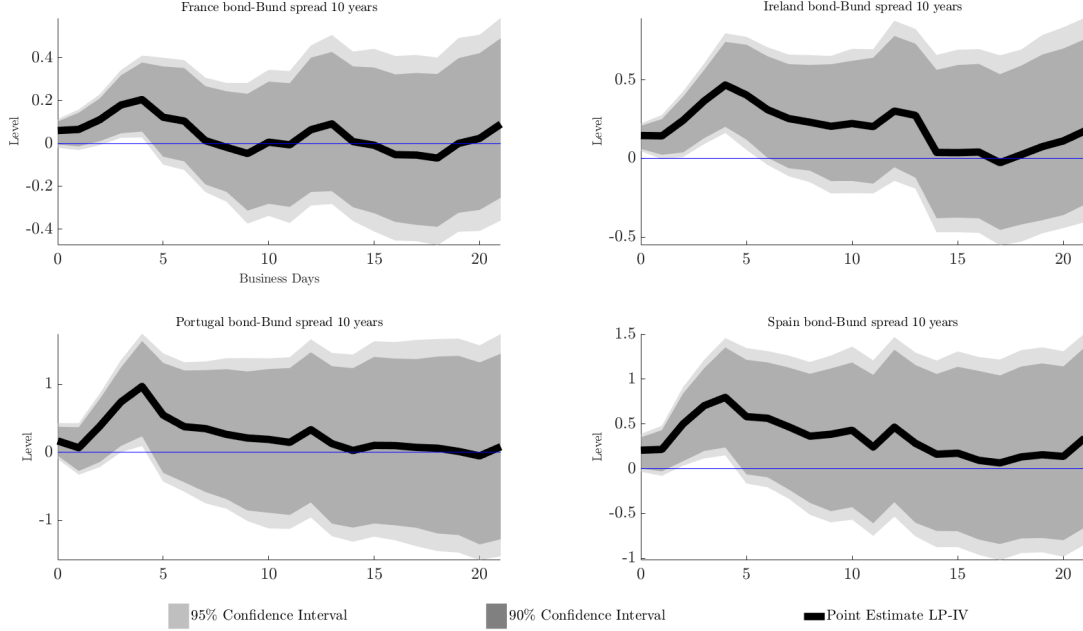 France bond-Bund spread 10 years
Level
0.4
0.2
0
-0.2
-0.4
0 5 10 15 20
Business Days
Ireland bond-Bund spread 10 years
Level
0.5
0
-0.5
0 5 10 15 20
Portugal bond-Bund spread 10 years
Level
1
0
-1
0 5 10 15 20
Spain bond-Bund spread 10 years
Level
1.5
1
0.5
0
-0.5
-1
0 5 10 15 20
95% Confidence Interval 90% Confidence Interval Point Estimate LP-IV